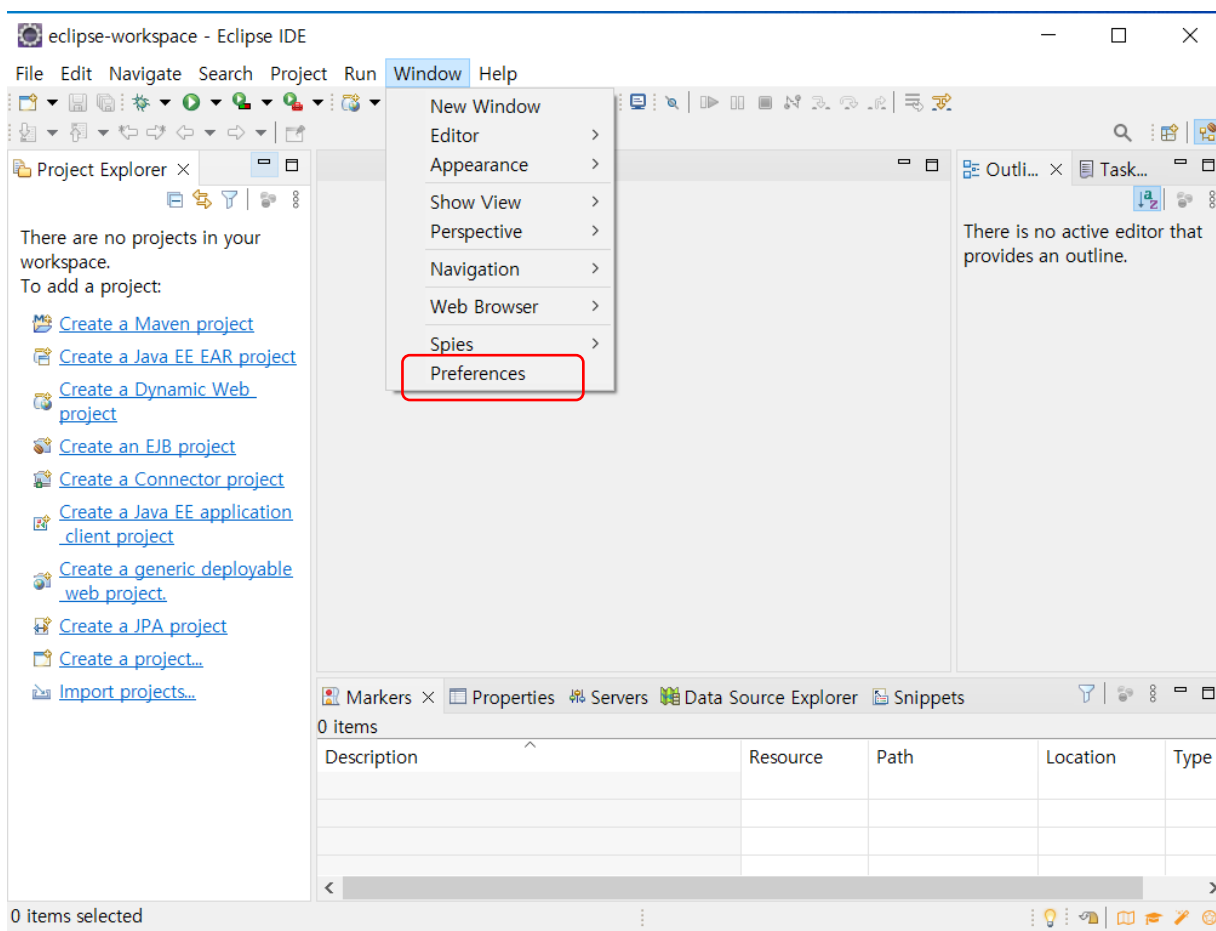 eclipse-workspace - Eclipse IDE
File Edit Navigate Search Project Run Window Help
New Window
Editor
Appearance
Show View
Perspective
Navigation
Web Browser
Spies
Preferences
Project Explorer
There are no projects in your
workspace.
To add a project:
Create a Maven project
Create a Java EE EAR project
Create a Dynamic Web
project
Create an EJB project
Create a Connector project
Create a Java EE application
client project
Create a generic deployable
web project.
Create a JPA project
Create a project...
Import projects...
Outli... Task...
There is no active editor that
provides an outline.
Markers Properties Servers Data Source Explorer Snippets
0 items
Description Resource Path Location Type
0 items selected